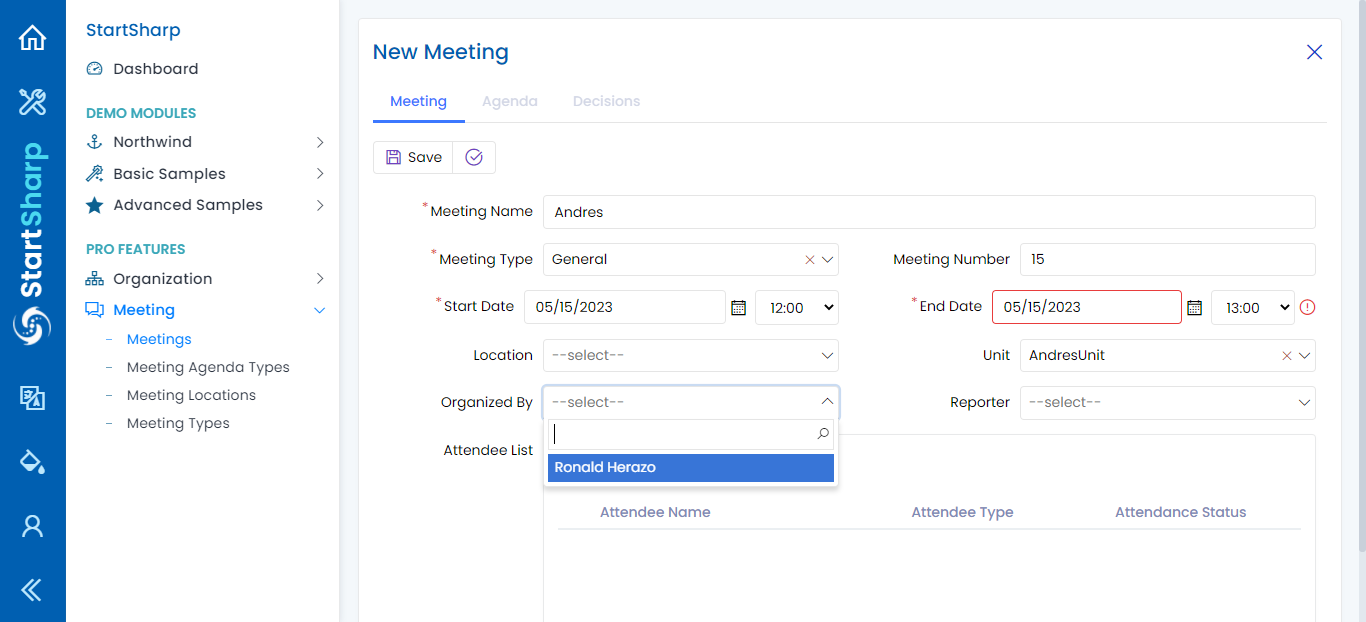 StartSharp
StartSharp
Dashboard
DEMO MODULES
Northwind
Basic Samples
Advanced Samples
PRO FEATURES
Organization
Meeting
Meetings
Meeting Agenda Types
Meeting Locations
Meeting Types
New Meeting
Meeting Agenda Decisions
Save
*Meeting Name Andres
*Meeting Type General Meeting Number 15
*Start Date 05/15/2023 12:00 *End Date 05/15/2023 13:00
Location --select-- Unit AndresUnit
Organized By --select-- Reporter --select--
Attendee List
Ronald Herazo
Attendee Name Attendee Type Attendance Status